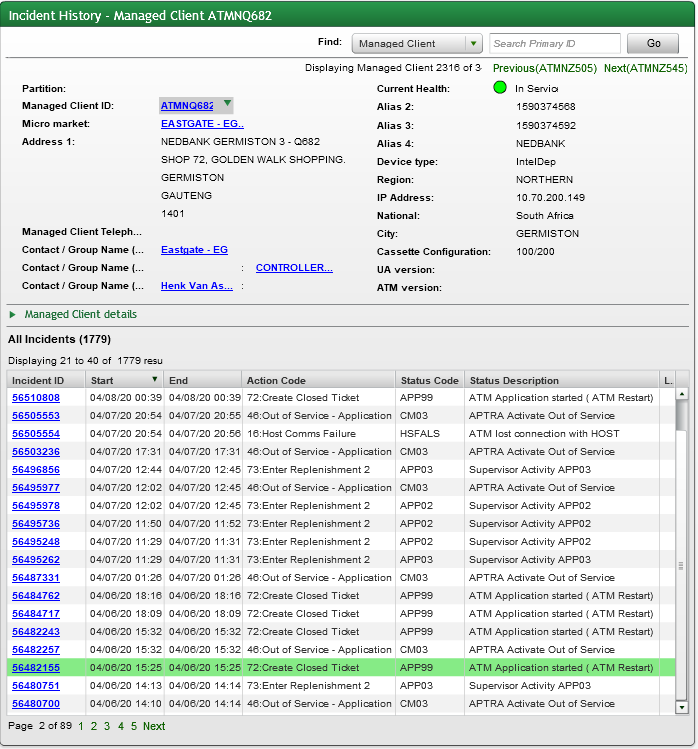 Incident History - Managed Client ATMNQ682
Find: Managed Client Search Primary ID Go
Displaying Managed Client 2316 of 3 Previous(ATMNZ505) Next(ATMNZ545)
Partition: Current Health: In Service
Managed Client ID: ATMNQ682 Alias 2: 1590374568
Micro market: EASTGATE - EG.. Alias 3: 1590374592
Address 1: NEDBANK GERMISTON 3 - Q682 Alias 4: NEDBANK
SHOP 72, GOLDEN WALK SHOPPING. Device type: IntelDep
GERMISTON Region: NORTHERN
GAUTENG IP Address: 10.70.200.149
1401 National: South Africa
Managed Client Teleph... City: GERMISTON
Contact / Group Name (... Eastgate - EG Cassette Configuration: 100/200
Contact / Group Name (... : CONTROLLER... UA version:
Contact / Group Name (... Henk Van As... : ATM version:
Managed Client details
All Incidents (1779)
Displaying 21 to 40 of 1779 resu
Incident ID Start End Action Code Status Code Status Description L.
56510808 04/08/20 00:39 04/08/20 00:39 72:Create Closed Ticket APP99 ATM Application started ( ATM Restart)
56505553 04/07/20 20:54 04/07/20 20:55 46:Out of Service - Application CM03 APTRA Activate Out of Service
56505554 04/07/20 20:54 04/07/20 20:56 16:Host Comms Failure HSFALS ATM lost connection with HOST
56503236 04/07/20 17:31 04/07/20 17:31 46:Out of Service - Application CM03 APTRA Activate Out of Service
56496856 04/07/20 12:44 04/07/20 12:45 73:Enter Replenishment 2 APP03 Supervisor Activity APP03
56495977 04/07/20 12:02 04/07/20 12:45 46:Out of Service - Application CM03 APTRA Activate Out of Service
56495978 04/07/20 12:02 04/07/20 12:45 73:Enter Replenishment 2 APP02 Supervisor Activity APP02
56495736 04/07/20 11:50 04/07/20 11:52 73:Enter Replenishment 2 APP02 Supervisor Activity APP02
56495248 04/07/20 11:29 04/07/20 11:31 73:Enter Replenishment 2 APP02 Supervisor Activity APP02
56495262 04/07/20 11:29 04/07/20 11:31 73:Enter Replenishment 2 APP03 Supervisor Activity APP03
56487331 04/07/20 01:26 04/07/20 01:26 46:Out of Service - Application CM03 APTRA Activate Out of Service
56484762 04/06/20 18:16 04/06/20 18:16 72:Create Closed Ticket APP99 ATM Application started ( ATM Restart)
56484717 04/06/20 18:09 04/06/20 18:09 72:Create Closed Ticket APP99 ATM Application started ( ATM Restart)
56482243 04/06/20 15:32 04/06/20 15:32 72:Create Closed Ticket APP99 ATM Application started ( ATM Restart)
56482257 04/06/20 15:32 04/06/20 15:32 46:Out of Service - Application CM03 APTRA Activate Out of Service
56482155 04/06/20 15:25 04/06/20 15:25 72:Create Closed Ticket APP99 ATM Application started ( ATM Restart)
56480751 04/06/20 14:13 04/06/20 14:14 73:Enter Replenishment 2 APP03 Supervisor Activity APP03
56480700 04/06/20 14:10 04/06/20 14:14 46:Out of Service - Application CM03 APTRA Activate Out of Service
Page 2 of 89 1 2 3 4 5 Next